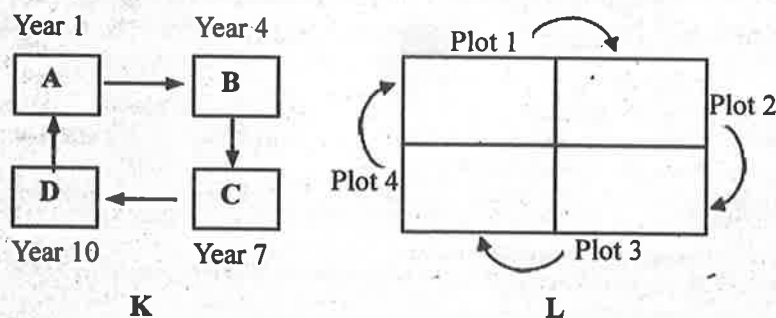 Year 1 Year 4
A B
D C
Year 10 Year 7
K
Plot 1
Plot 2
Plot 4
Plot 3
L